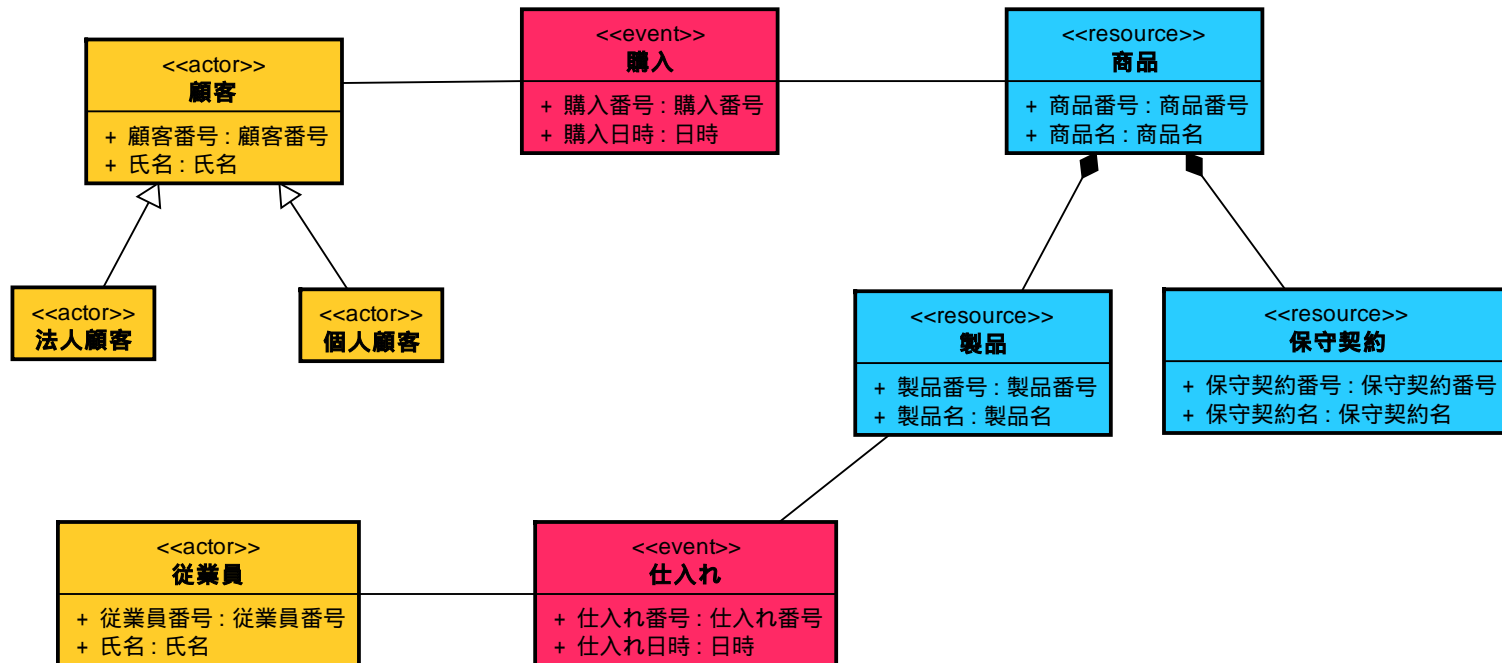 <<actor>>
顧客
+ 顧客番号 : 顧客番号
+ 氏名 : 氏名
<<event>>
購入
+ 購入番号 : 購入番号
+ 購入日時 : 日時
<<resource>>
商品
+ 商品番号 : 商品番号
+ 商品名 : 商品名
<<actor>>
法人顧客
<<actor>>
個人顧客
<<resource>>
製品
+ 製品番号 : 製品番号
+ 製品名 : 製品名
<<resource>>
保守契約
+ 保守契約番号 : 保守契約番号
+ 保守契約名 : 保守契約名
<<actor>>
従業員
+ 従業員番号 : 従業員番号
+ 氏名 : 氏名
<<event>>
仕入れ
+ 仕入れ番号 : 仕入れ番号
+ 仕入れ日時 : 日時